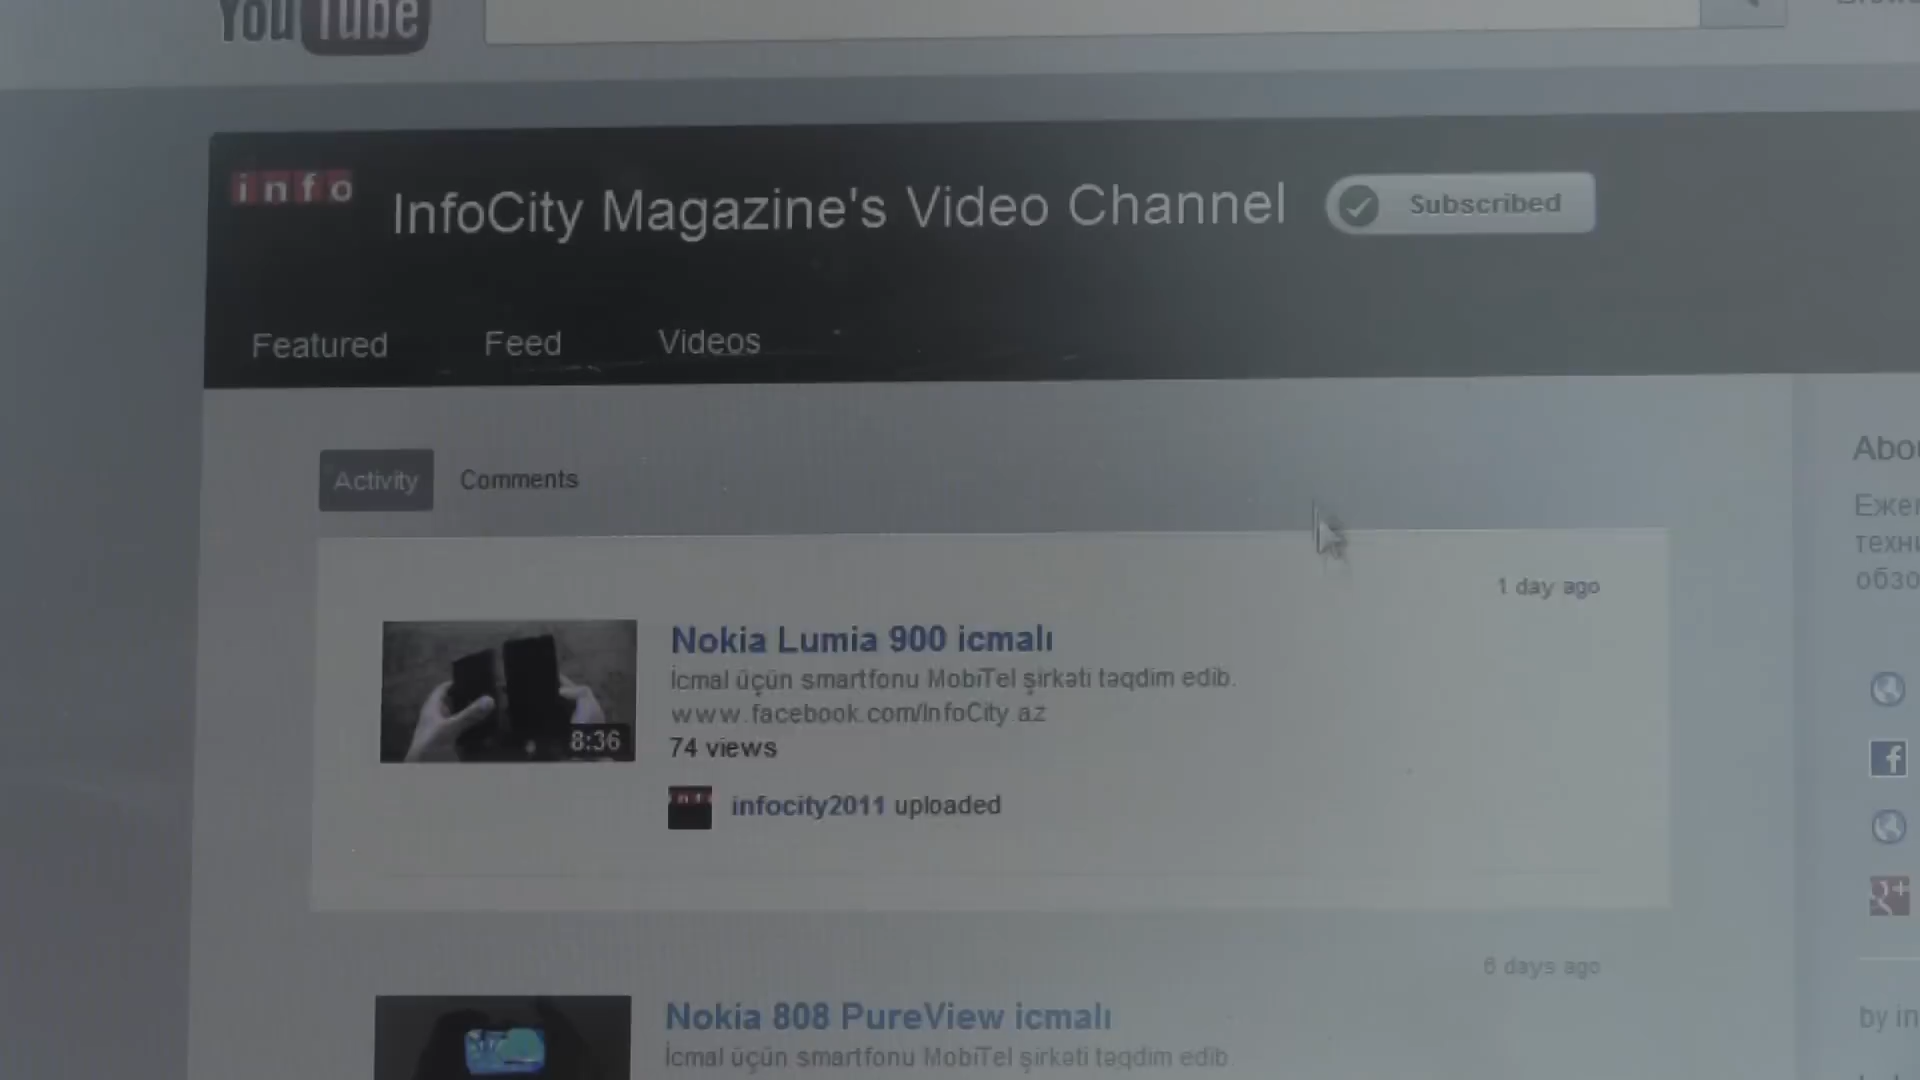 YouTube
info
InfoCity Magazine's Video Channel
Subscribed
Featured
Feed
Videos
Activity
Comments
1 day ago
8:36
Nokia Lumia 900 icmalı
İcmal üçün smartfonu MobiTel şirkəti təqdim edib.
www.facebook.com/InfoCity.az
74 views
infocity2011 uploaded
6 days ago
Nokia 808 PureView icmalı
İcmal üçün smartfonu MobiTel şirkəti təqdim edib.
by in